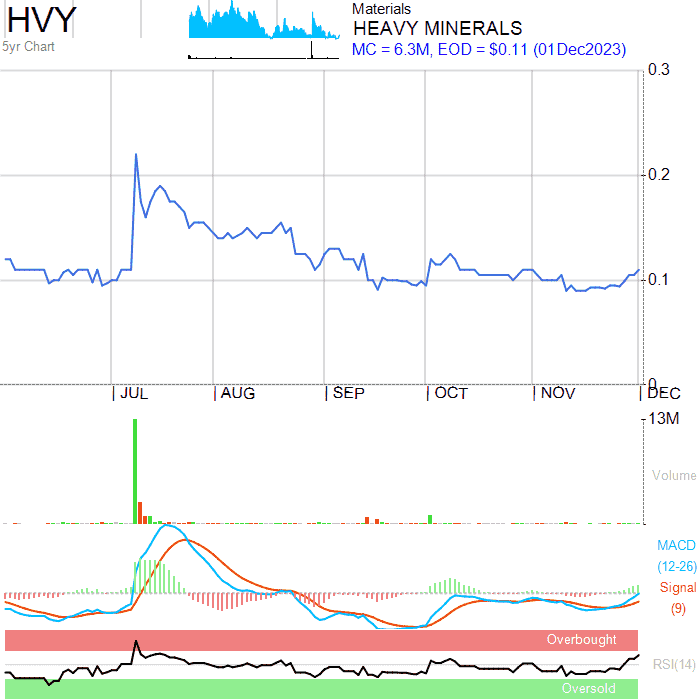 HVY
5yr Chart
Materials
HEAVY MINERALS
MC = 6.3M, EOD = $0.11 (01Dec2023)
0.3
0.2
0.1
0
JUL AUG SEP OCT NOV DEC
13M
Volume
MACD
(12-26)
Signal
(9)
Overbought
RSI(14)
Oversold